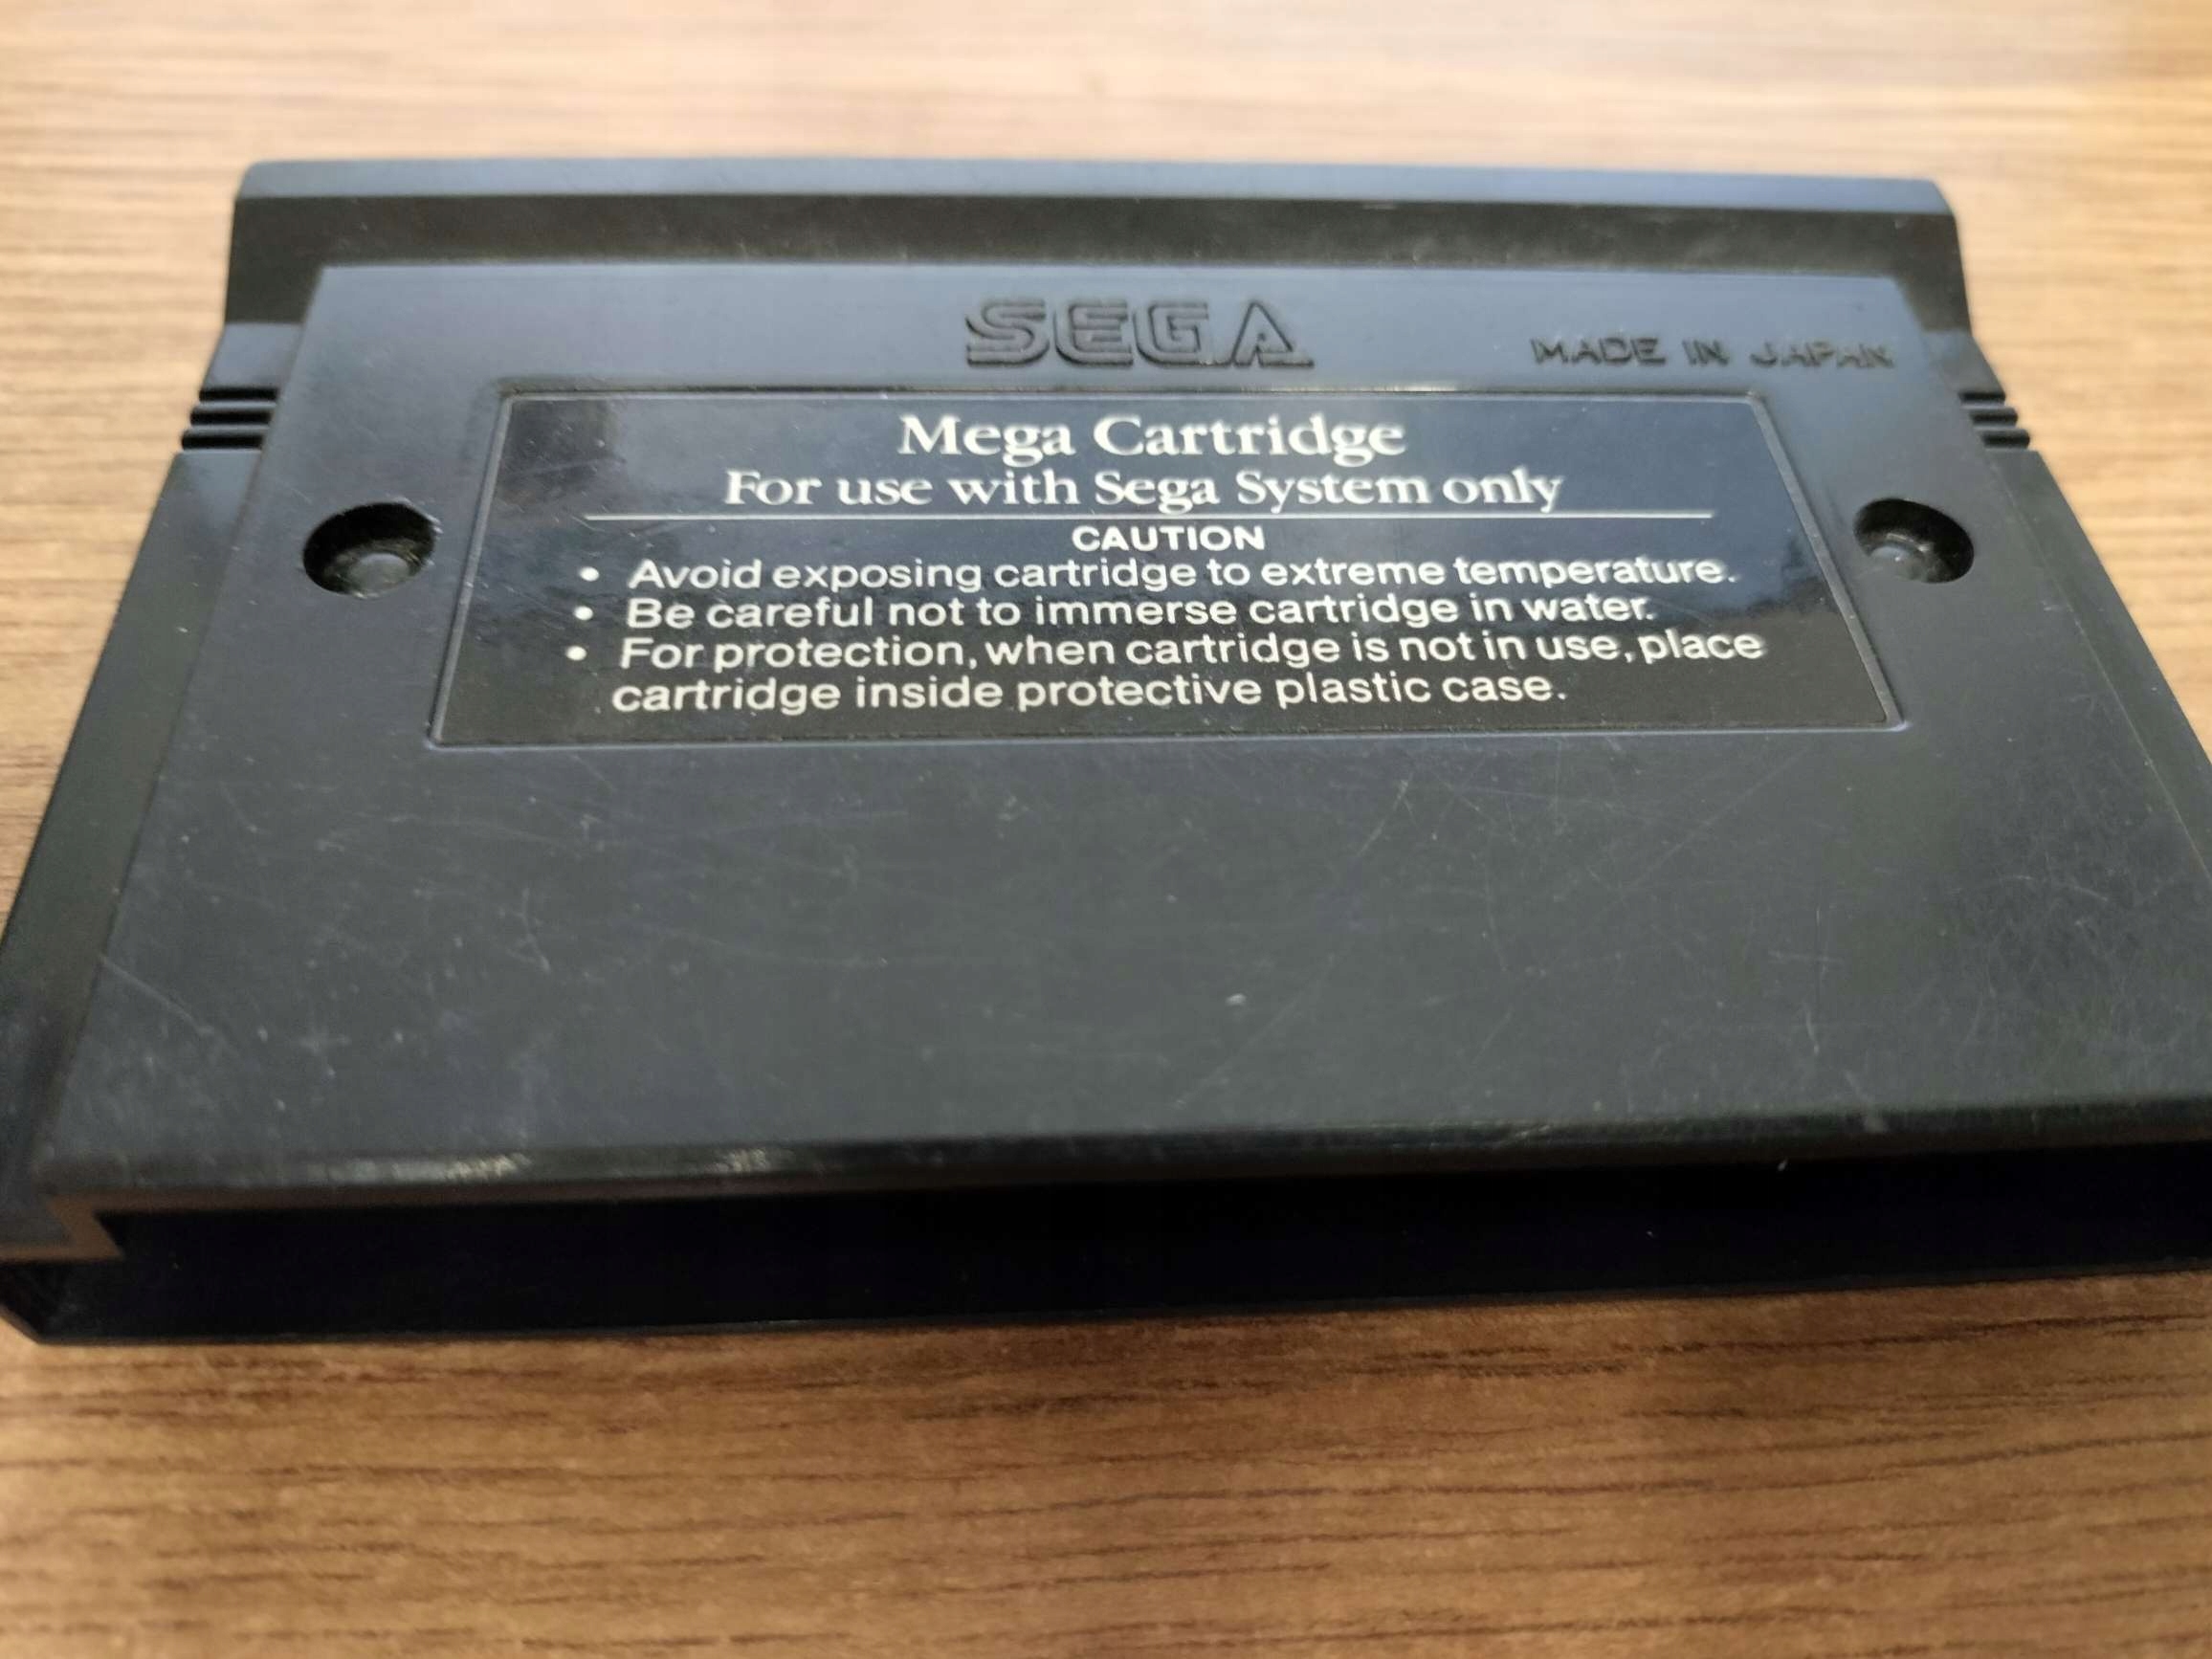 SEGA
MADE IN JAPAN
Mega Cartridge
For use with Sega System only
CAUTION
• Avoid exposing cartridge to extreme temperature.
• Be careful not to immerse cartridge in water.
• For protection, when cartridge is not in use, place
cartridge inside protective plastic case.